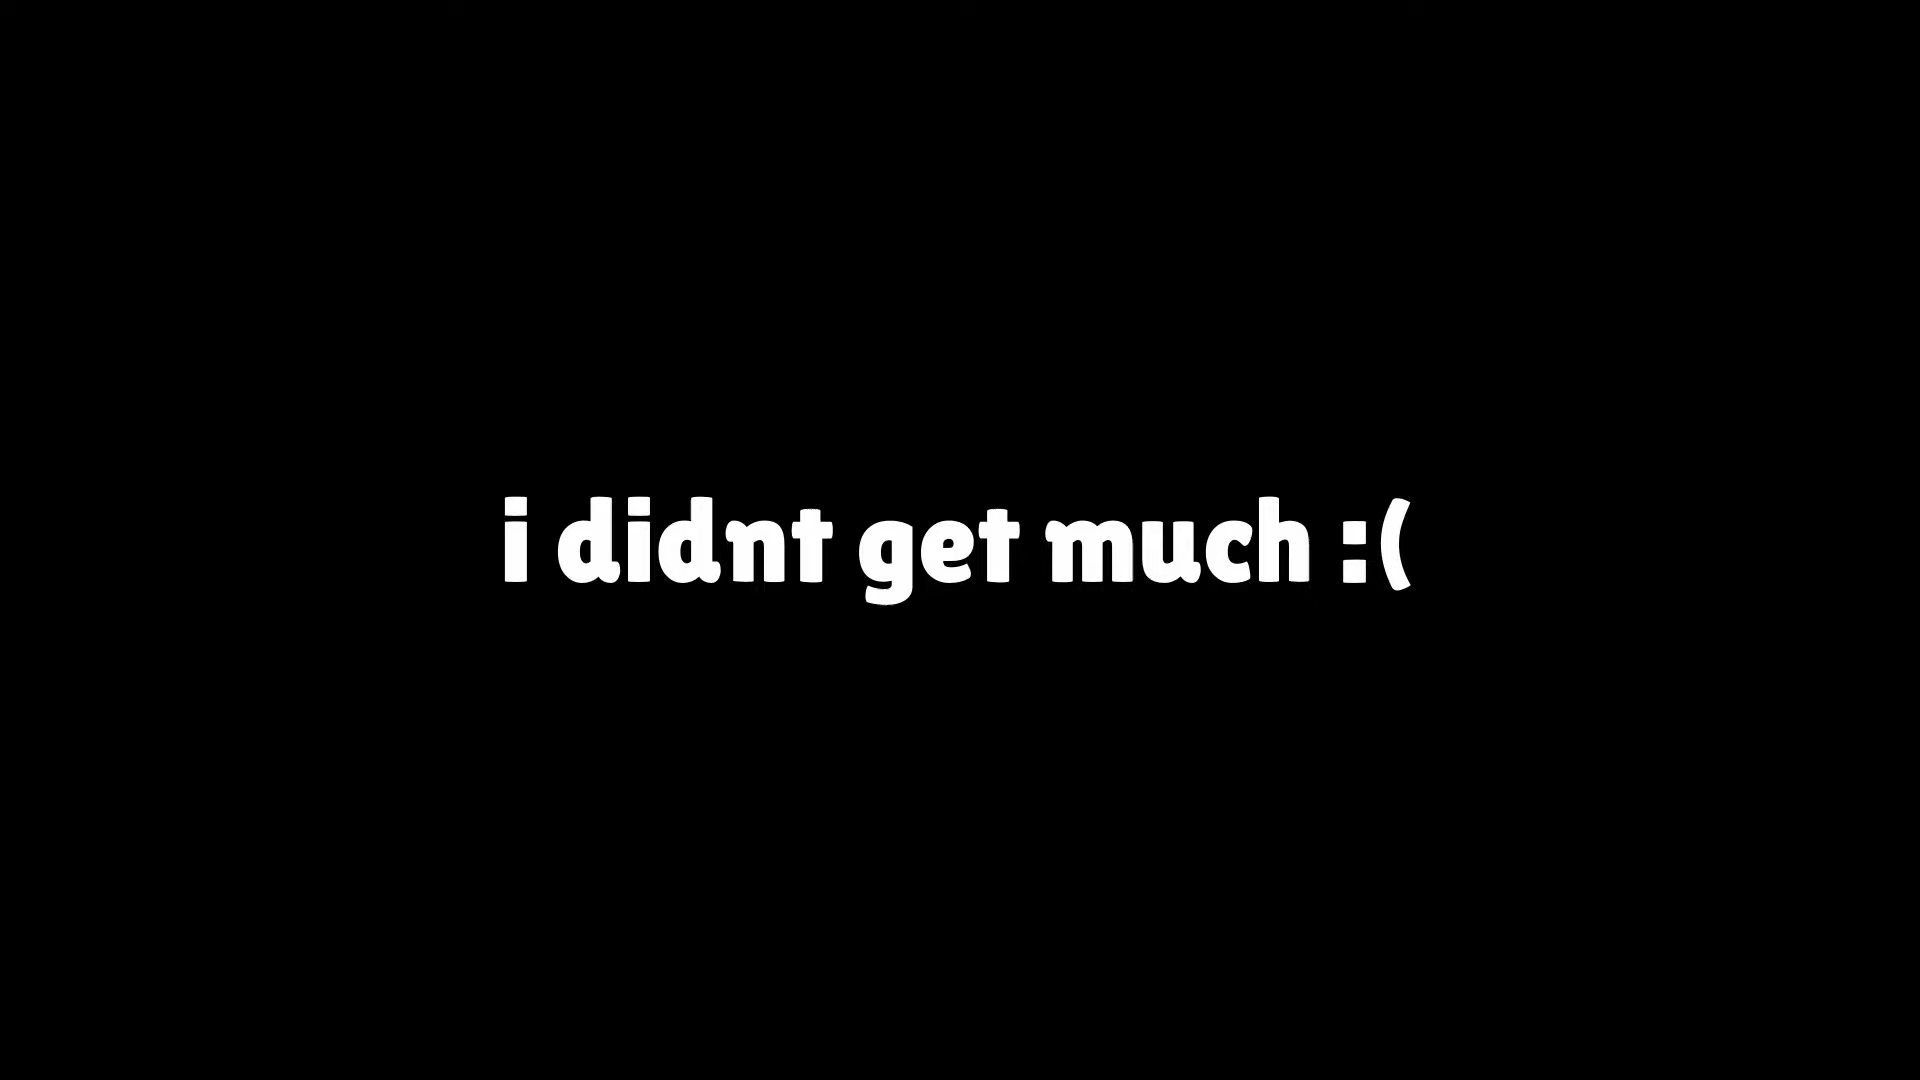 i didnt get much :(